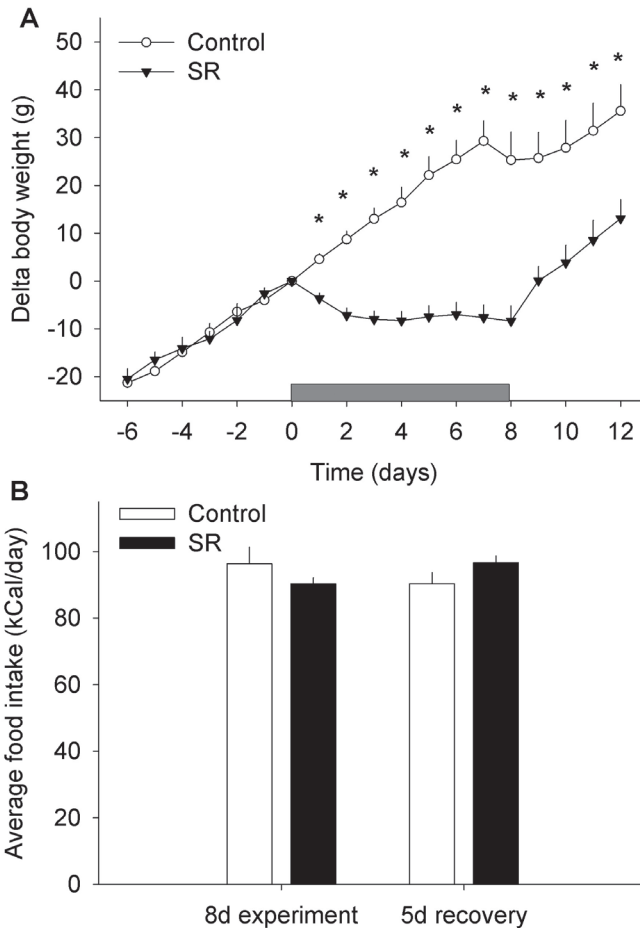 A
Control
SR
* * * * * * * * * * * *
Delta body weight (g)
50
40
30
20
10
0
-10
-20
-6 -4 -2 0 2 4 6 8 10 12
Time (days)
B
Control
SR
Average food intake (kCal/day)
100
80
60
40
20
0
8d experiment 5d recovery